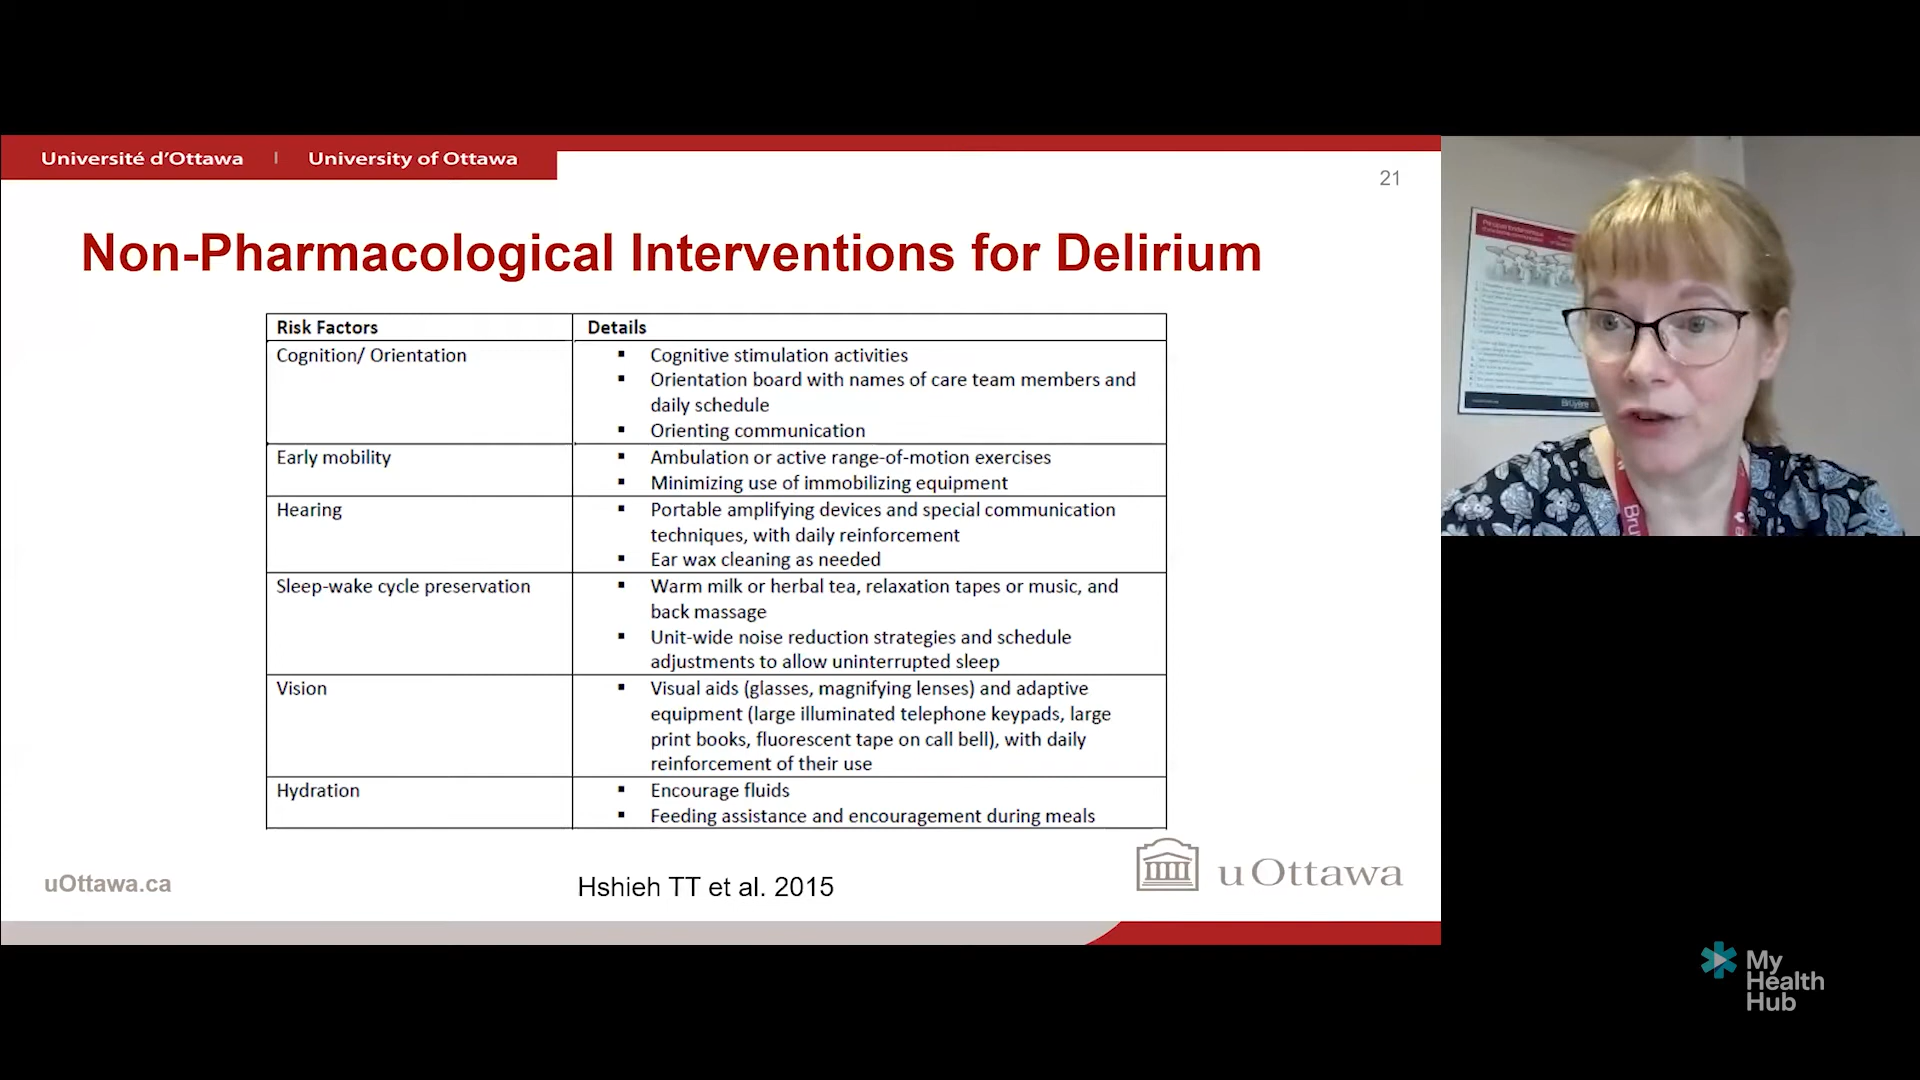 Université d'Ottawa | University of Ottawa
21
Non-Pharmacological Interventions for Delirium
Risk Factors Details
Cognition/ Orientation
▪ Cognitive stimulation activities
▪ Orientation board with names of care team members and
daily schedule
▪ Orienting communication
Early mobility
▪ Ambulation or active range-of-motion exercises
▪ Minimizing use of immobilizing equipment
Hearing
▪ Portable amplifying devices and special communication
techniques, with daily reinforcement
▪ Ear wax cleaning as needed
Sleep-wake cycle preservation
▪ Warm milk or herbal tea, relaxation tapes or music, and
back massage
▪ Unit-wide noise reduction strategies and schedule
adjustments to allow uninterrupted sleep
Vision
▪ Visual aids (glasses, magnifying lenses) and adaptive
equipment (large illuminated telephone keypads, large
print books, fluorescent tape on call bell), with daily
reinforcement of their use
Hydration
▪ Encourage fluids
▪ Feeding assistance and encouragement during meals
uOttawa.ca
Hshieh TT et al. 2015
uOttawa
Bruyère
Bru
My
Health
Hub